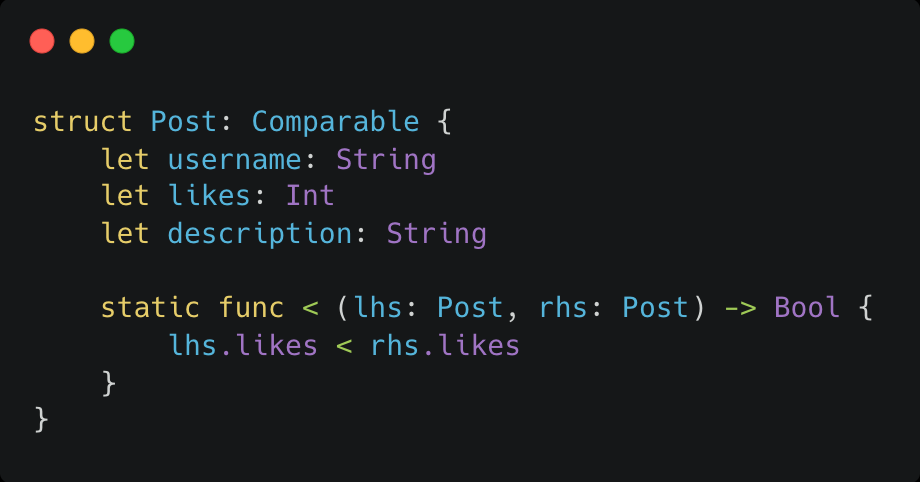 struct Post: Comparable {
    let username: String
    let likes: Int
    let description: String

    static func < (lhs: Post, rhs: Post) -> Bool {
        lhs.likes < rhs.likes
    }
}